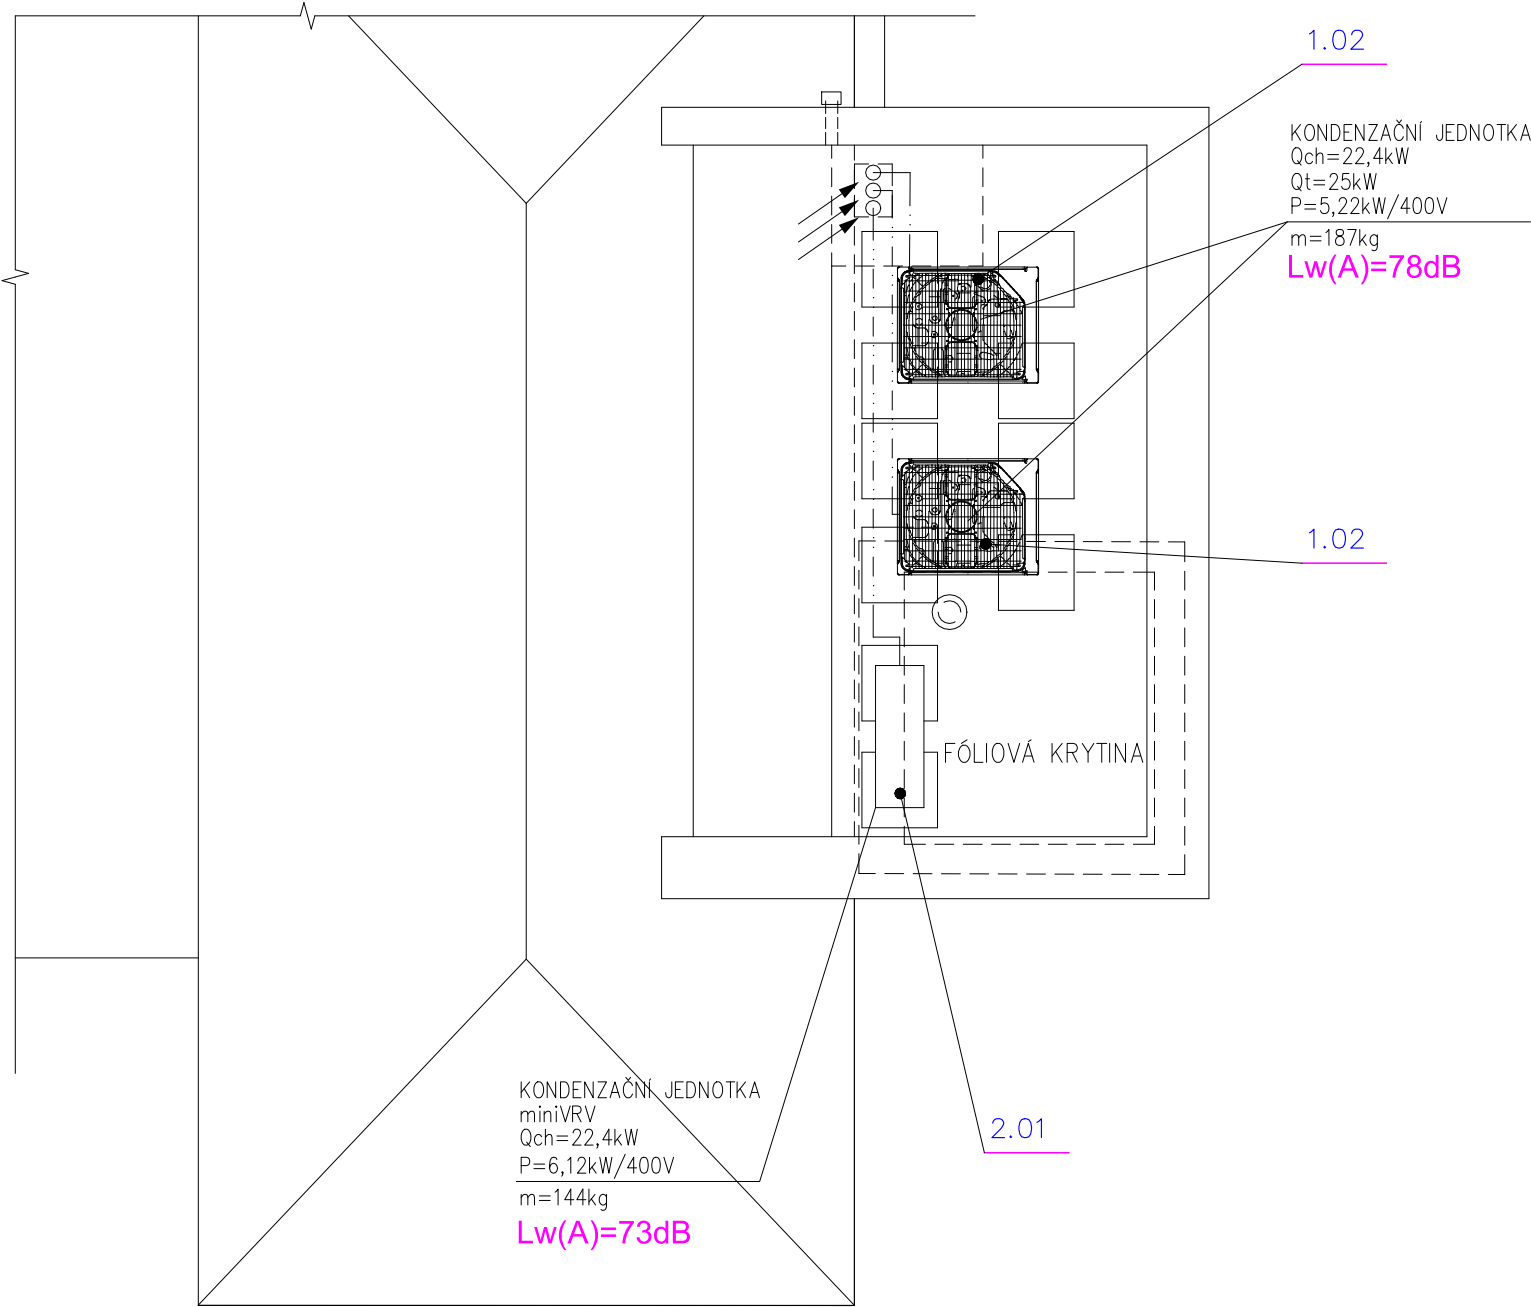 1.02
KONDENZAČNÍ JEDNOTKA
Qch=22,4kW
Qt=25kW
P=5,22kW/400V
m=187kg
Lw(A)=78dB
1.02
FÓLIOVÁ KRYTINA
KONDENZAČNÍ JEDNOTKA
miniVRV
Qch=22,4kW
P=6,12kW/400V
m=144kg
Lw(A)=73dB
2.01